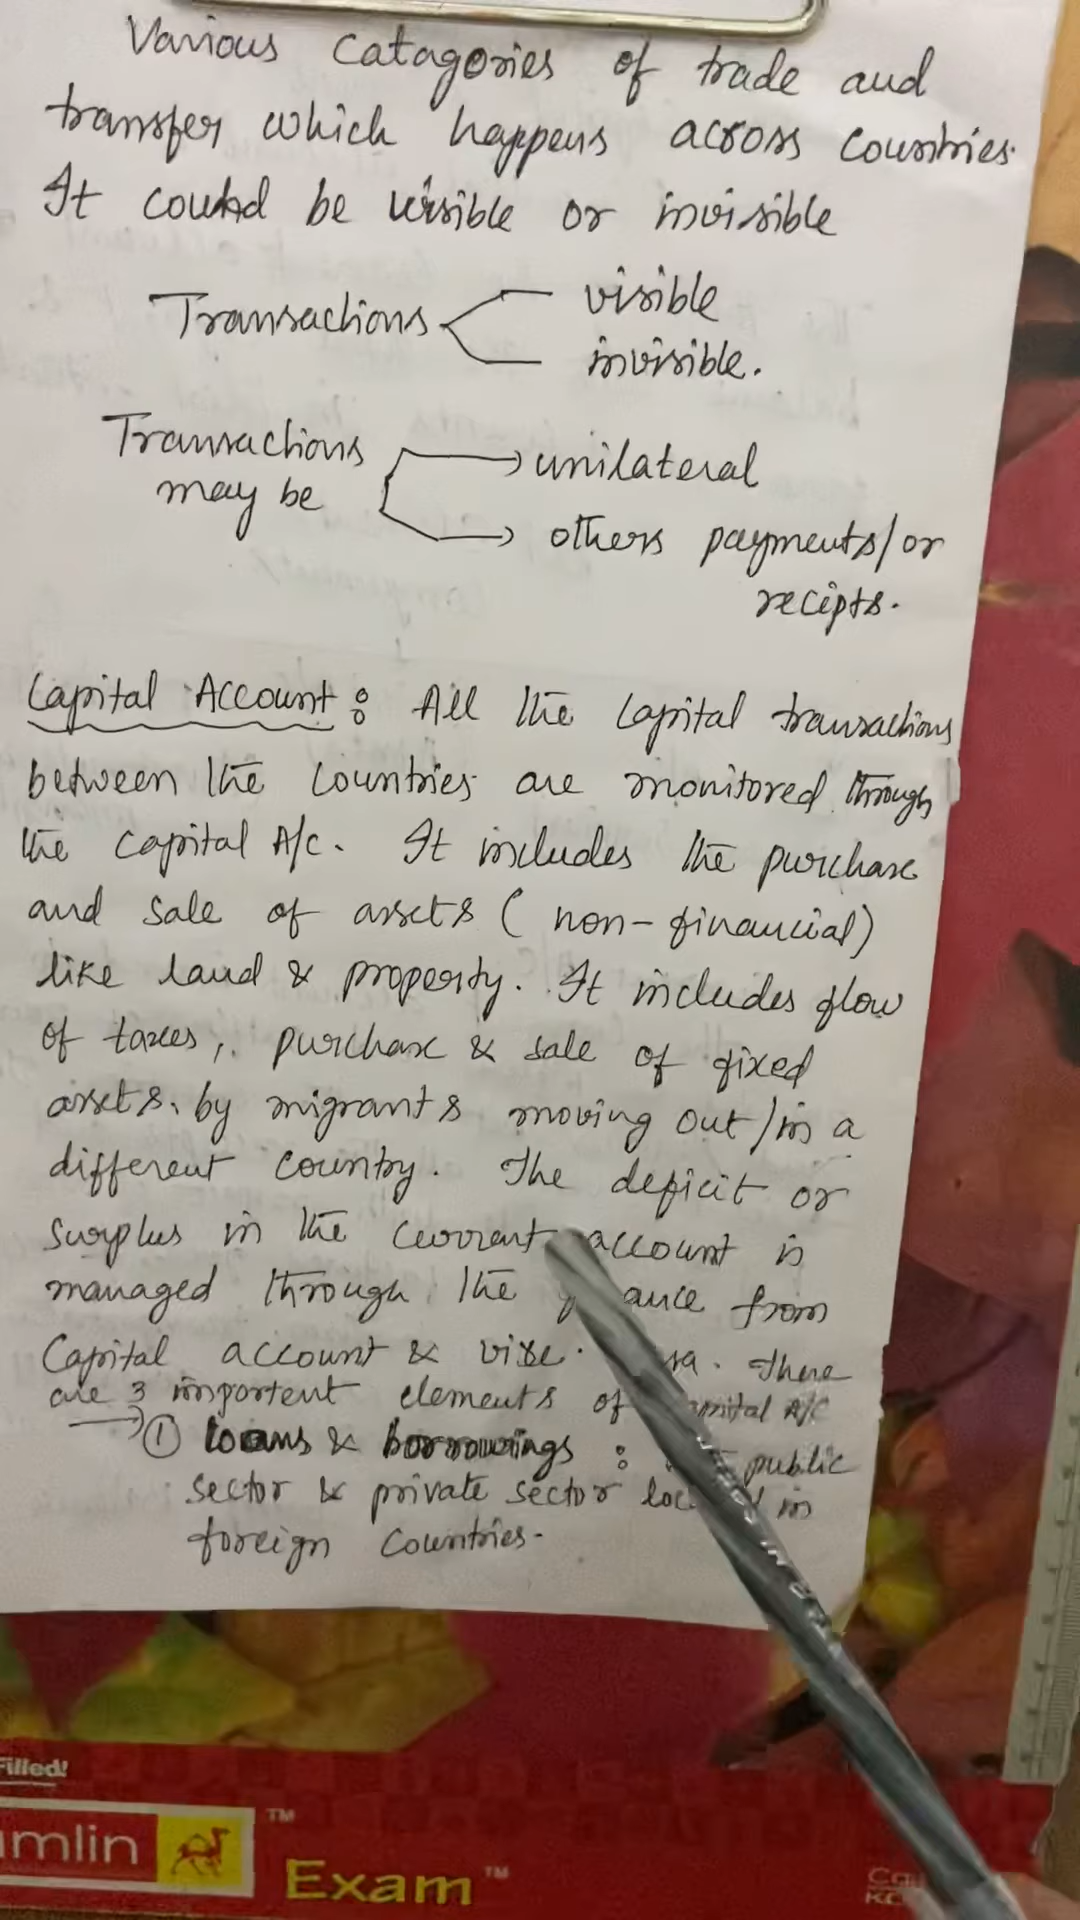 Various Catagories of trade and
transfer which happens across Countries.
It could be visible or invisible
Transactions visible
invisible.
Transactions may be
unilateral
others payments/or
recipts.
Capital Account : All the Capital transactions
between the Countries are monitored through
the Capital A/c. It includes the purchase
and sale of assets ( non-financial)
like land & property. It includes flow
of taxes, purchase & sale of fixed
assets, by migrants moving out/in a
different Country. The deficit or
Surplus in the Current account is
managed through the from
Capital account & There
are 3 importent elements of A/C
① loans & borrowings : public
sector & private sector in
foreign Countries.
Filled!
mlin TM
Exam TM